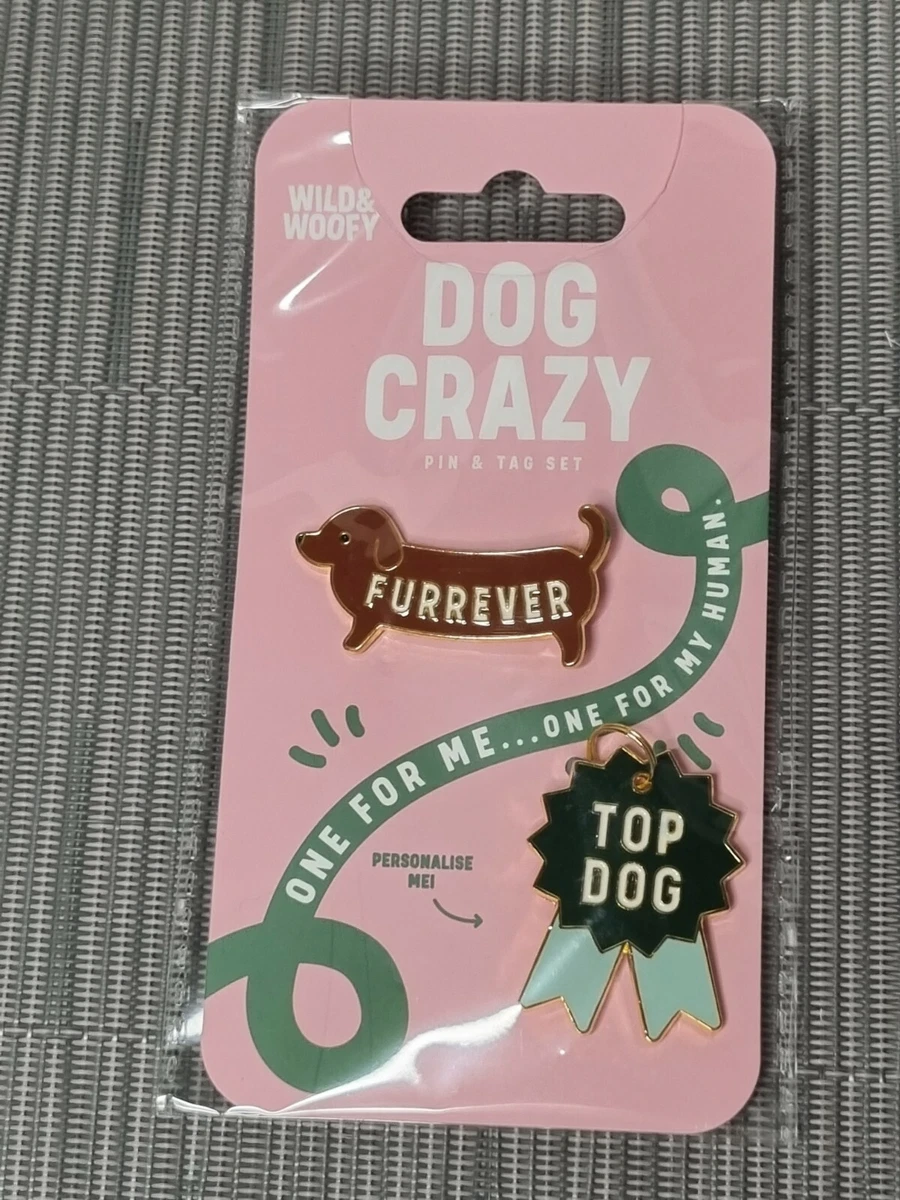 WILD&
WOOFY
DOG
CRAZY
PIN & TAG SET
FURREVER
ONE FOR ME...ONE FOR MY HUMAN.
TOP
DOG
PERSONALISE
ME!